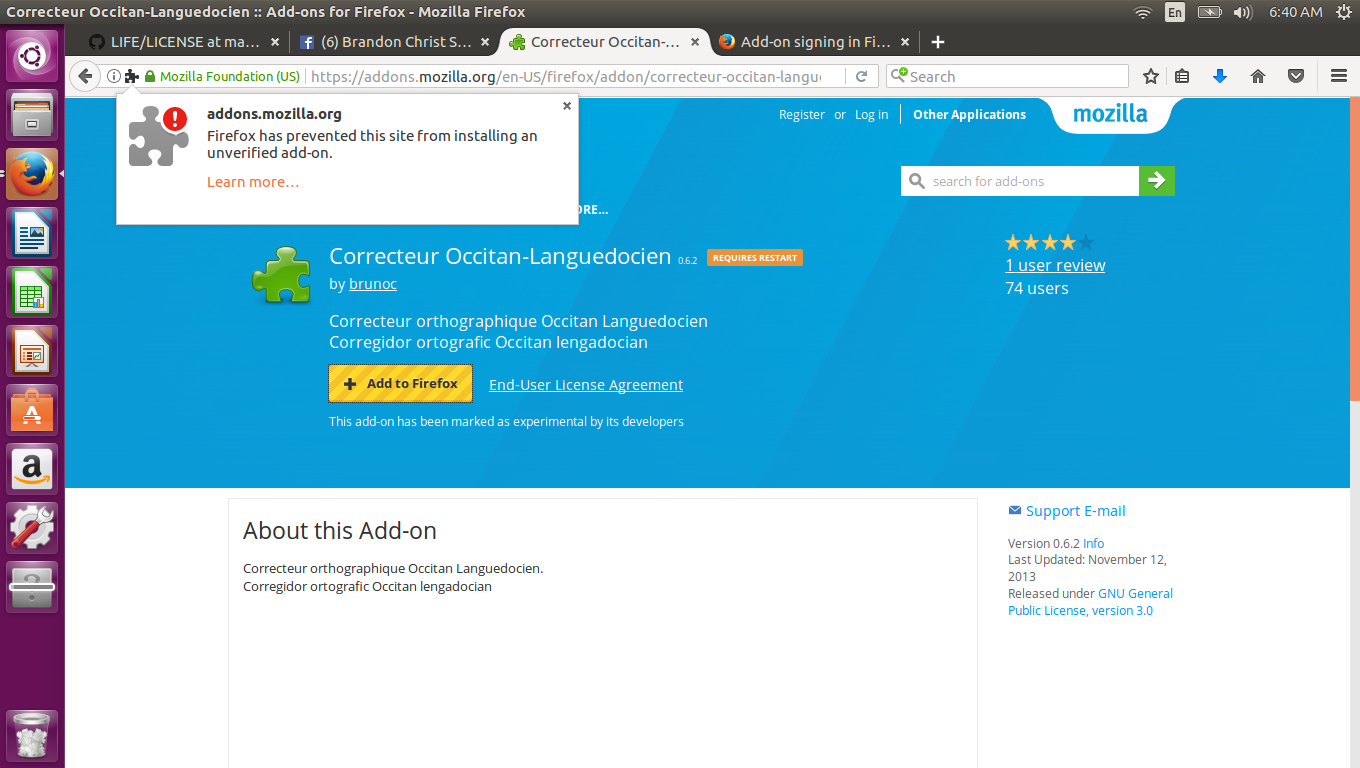 Correcteur Occitan-Languedocien :: Add-ons for Firefox - Mozilla Firefox
En
6:40 AM
LIFE/LICENSE at ma...
(6) Brandon Christ S...
Correcteur Occitan-...
Add-on signing in Fi...
Mozilla Foundation (US)
https://addons.mozilla.org/en-US/firefox/addon/correcteur-occitan-langue
Search
addons.mozilla.org
Firefox has prevented this site from installing an
unverified add-on.
Learn more...
Register or Log in
Other Applications
mozilla
search for add-ons
ORE...
Correcteur Occitan-Languedocien 0.6.2 REQUIRES RESTART
by brunoc
1 user review
74 users
Correcteur orthographique Occitan Languedocien
Corregidor ortografic Occitan lengadocian
Add to Firefox
End-User License Agreement
This add-on has been marked as experimental by its developers
About this Add-on
Correcteur orthographique Occitan Languedocien.
Corregidor ortografic Occitan lengadocian
Support E-mail
Version 0.6.2 Info
Last Updated: November 12,
2013
Released under GNU General
Public License, version 3.0